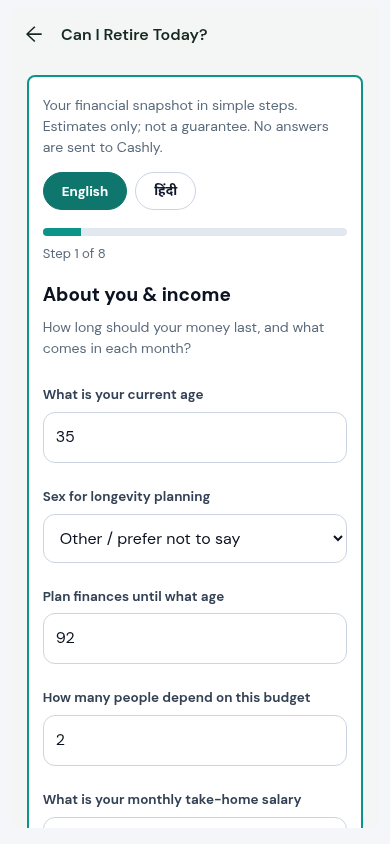 Can I Retire Today?
Your financial snapshot in simple steps.
Estimates only; not a guarantee. No answers
are sent to Cashly.
English
हिंदी
Step 1 of 8
About you & income
How long should your money last, and what
comes in each month?
What is your current age
35
Sex for longevity planning
Other / prefer not to say
Plan finances until what age
92
How many people depend on this budget
2
What is your monthly take-home salary